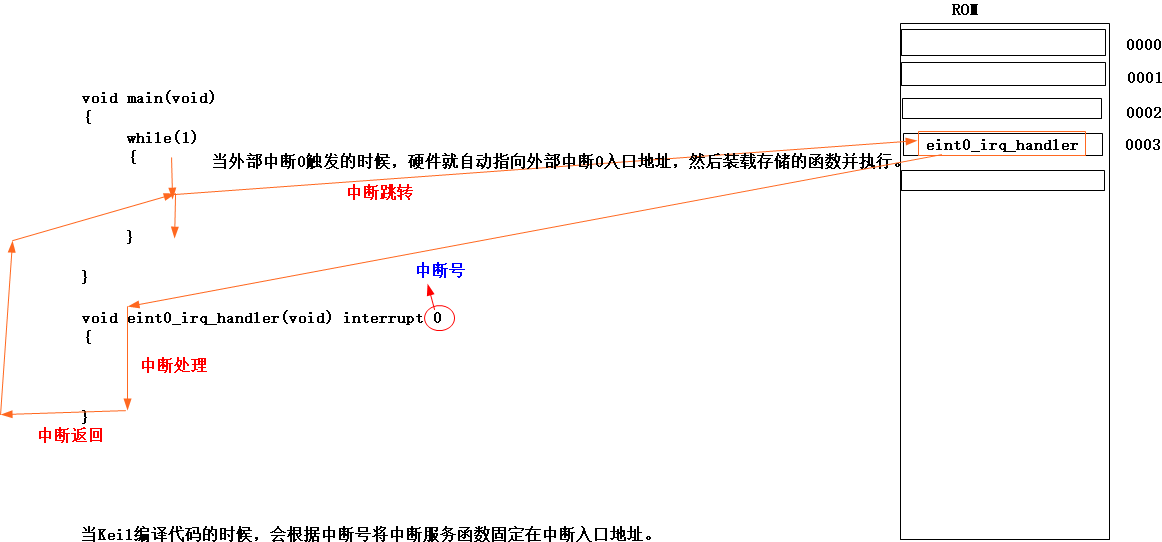 ROM
0000
0001
void main(void)
{
0002
while(1)
{
当外部中断0触发的时候，硬件就自动指向外部中断0入口地址，然后装载存储的函数并执行。
eint0_irq_handler
0003
中断跳转
}
}
中断号
void eint0_irq_handler(void) interrupt 0
{
中断处理
}
中断返回
当Keil编译代码的时候，会根据中断号将中断服务函数固定在中断入口地址。